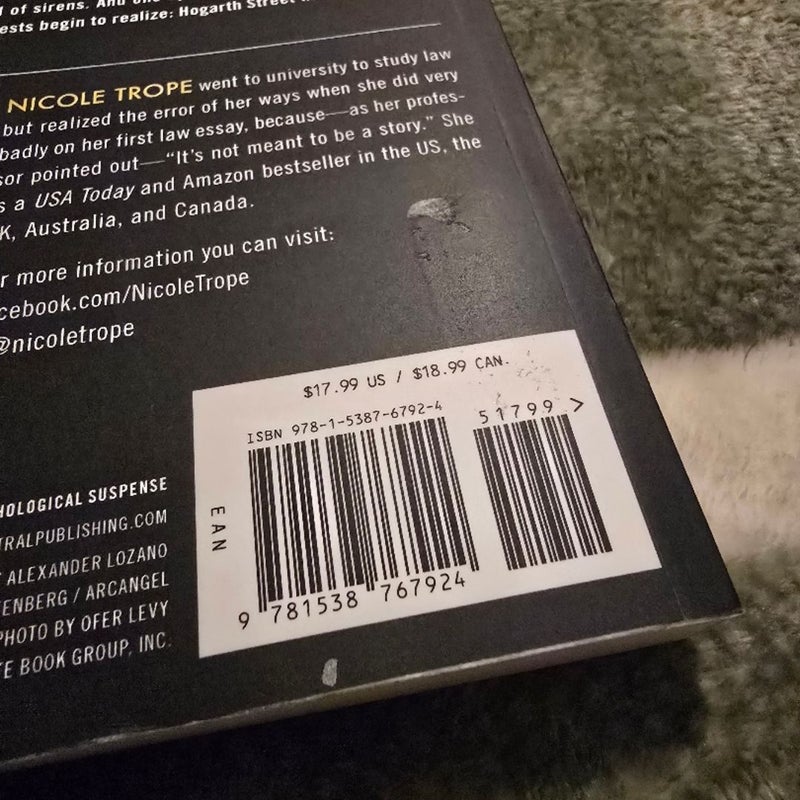 of sirens. And one
ests begin to realize: Hogarth Street
NICOLE TROPE went to university to study law
but realized the error of her ways when she did very
badly on her first law essay, because—as her profes-
sor pointed out—“It’s not meant to be a story.” She
s a USA Today and Amazon bestseller in the US, the
K, Australia, and Canada.
r more information you can visit:
cebook.com/NicoleTrope
@nicoletrope
$17.99 US / $18.99 CAN.
ISBN 978-1-5387-6792-4
51799 >
EAN
9 781538 767924
HOLOGICAL SUSPENSE
TRALPUBLISHING.COM
ALEXANDER LOZANO
ENBERG / ARCANGEL
PHOTO BY OFER LEVY
TE BOOK GROUP, INC.